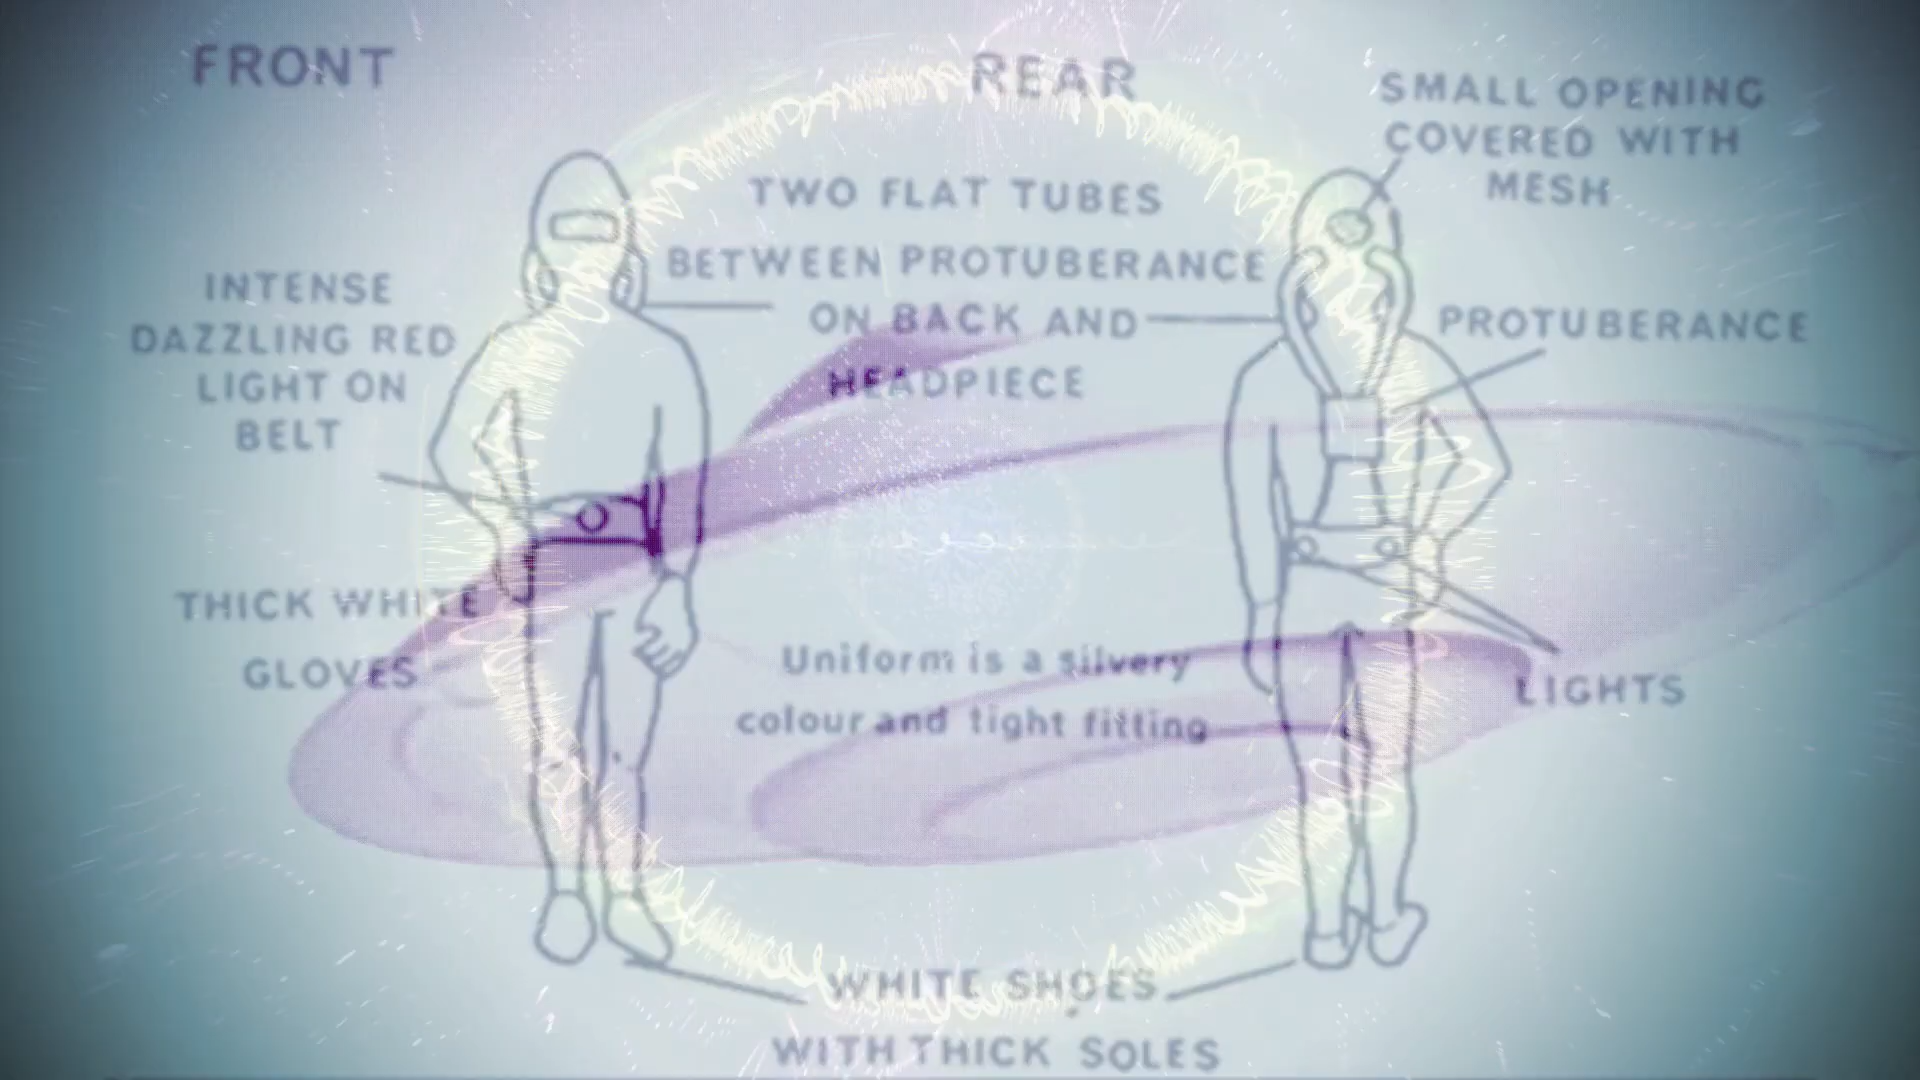 FRONT
REAR
SMALL OPENING
COVERED WITH
MESH
TWO FLAT TUBES
BETWEEN PROTUBERANCE
ON BACK AND
HEADPIECE
INTENSE
DAZZLING RED
LIGHT ON
BELT
PROTUBERANCE
THICK WHITE
GLOVES
Uniform is a silvery
colour and tight fitting
LIGHTS
WHITE SHOES
WITH THICK SOLES